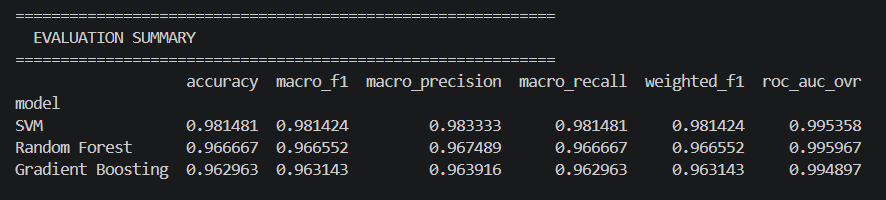 ============================================================
EVALUATION SUMMARY
============================================================
accuracy macro_f1 macro_precision macro_recall weighted_f1 roc_auc_ovr
model
SVM 0.981481 0.981424 0.983333 0.981481 0.981424 0.995358
Random Forest 0.966667 0.966552 0.967489 0.966667 0.966552 0.995967
Gradient Boosting 0.962963 0.963143 0.963916 0.962963 0.963143 0.994897